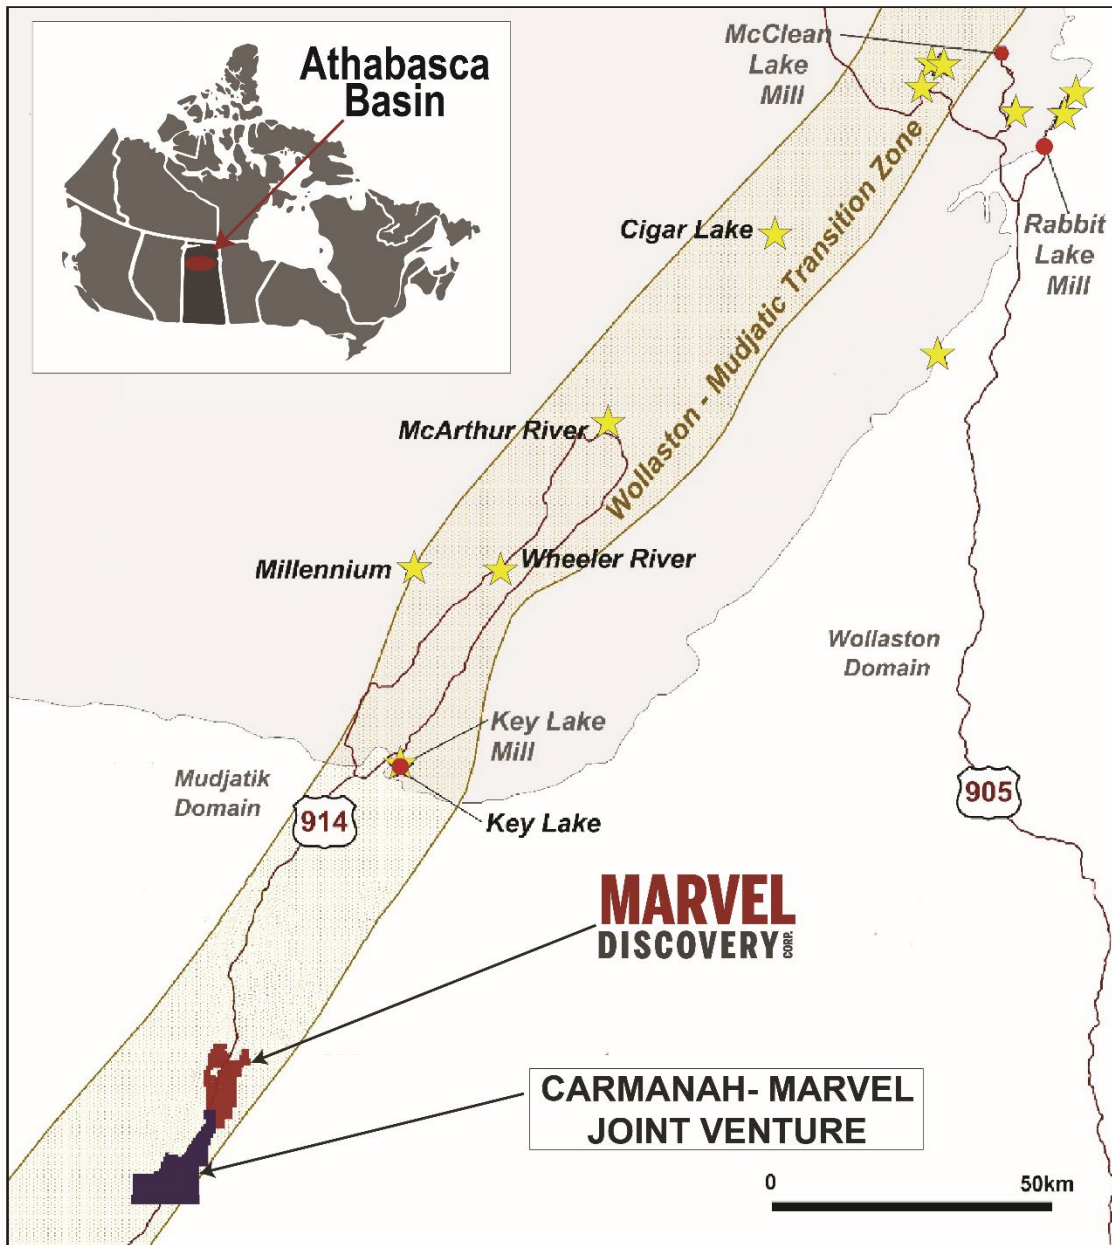 Athabasca
Basin
McClean
Lake
Mill
Cigar Lake
Rabbit
Lake
Mill
Wollaston - Mudjatic Transition Zone
McArthur River
Millennium
Wheeler River
Wollaston
Domain
Key Lake
Mill
Mudjatik
Domain
914
Key Lake
905
MARVEL
DISCOVERY CORP.
CARMANAH- MARVEL
JOINT VENTURE
0
50km